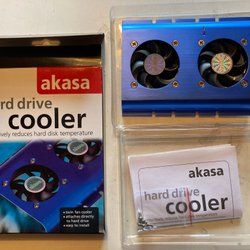 akasa
hard drive
cooler
vely reduces hard disk temperature
twin fan cooler
attaches directly
to hard drive
easy to install
akasa
hard drive
cooler